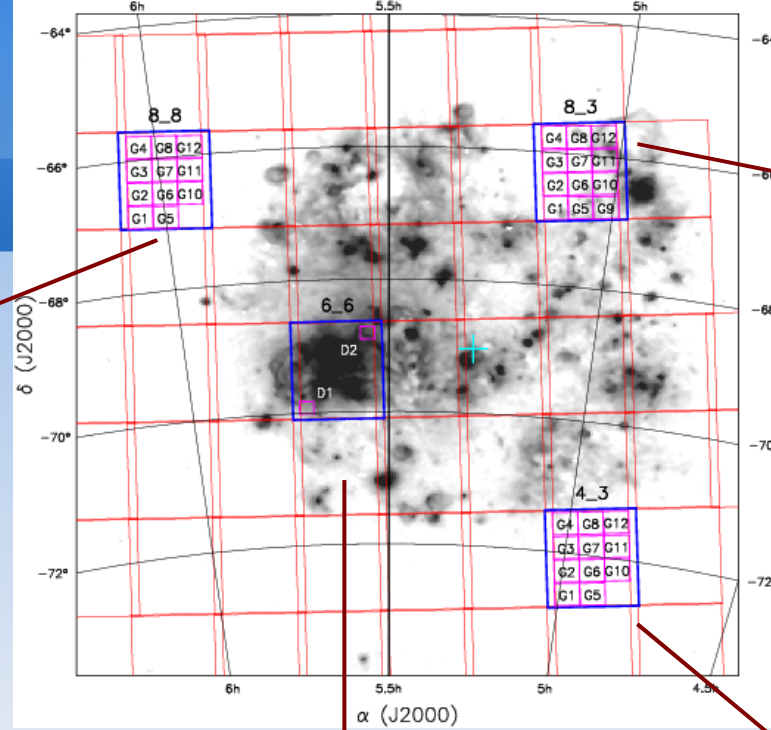 6h 5.5h 5h
−64° −64
8_8 8_3
G4 G8 G12 G4 G8 G12
G3 G7 G11 G3 G7 G11
G2 G6 G10 G2 G6 G10
G1 G5 G1 G5 G9
−66°
−68° −68
6_6
D2
D1
δ (J2000)
−70° −70
4_3
G4 G8 G12
G3 G7 G11
G2 G6 G10
G1 G5
−72° −72
6h 5.5h 5h 4.5h
α (J2000)